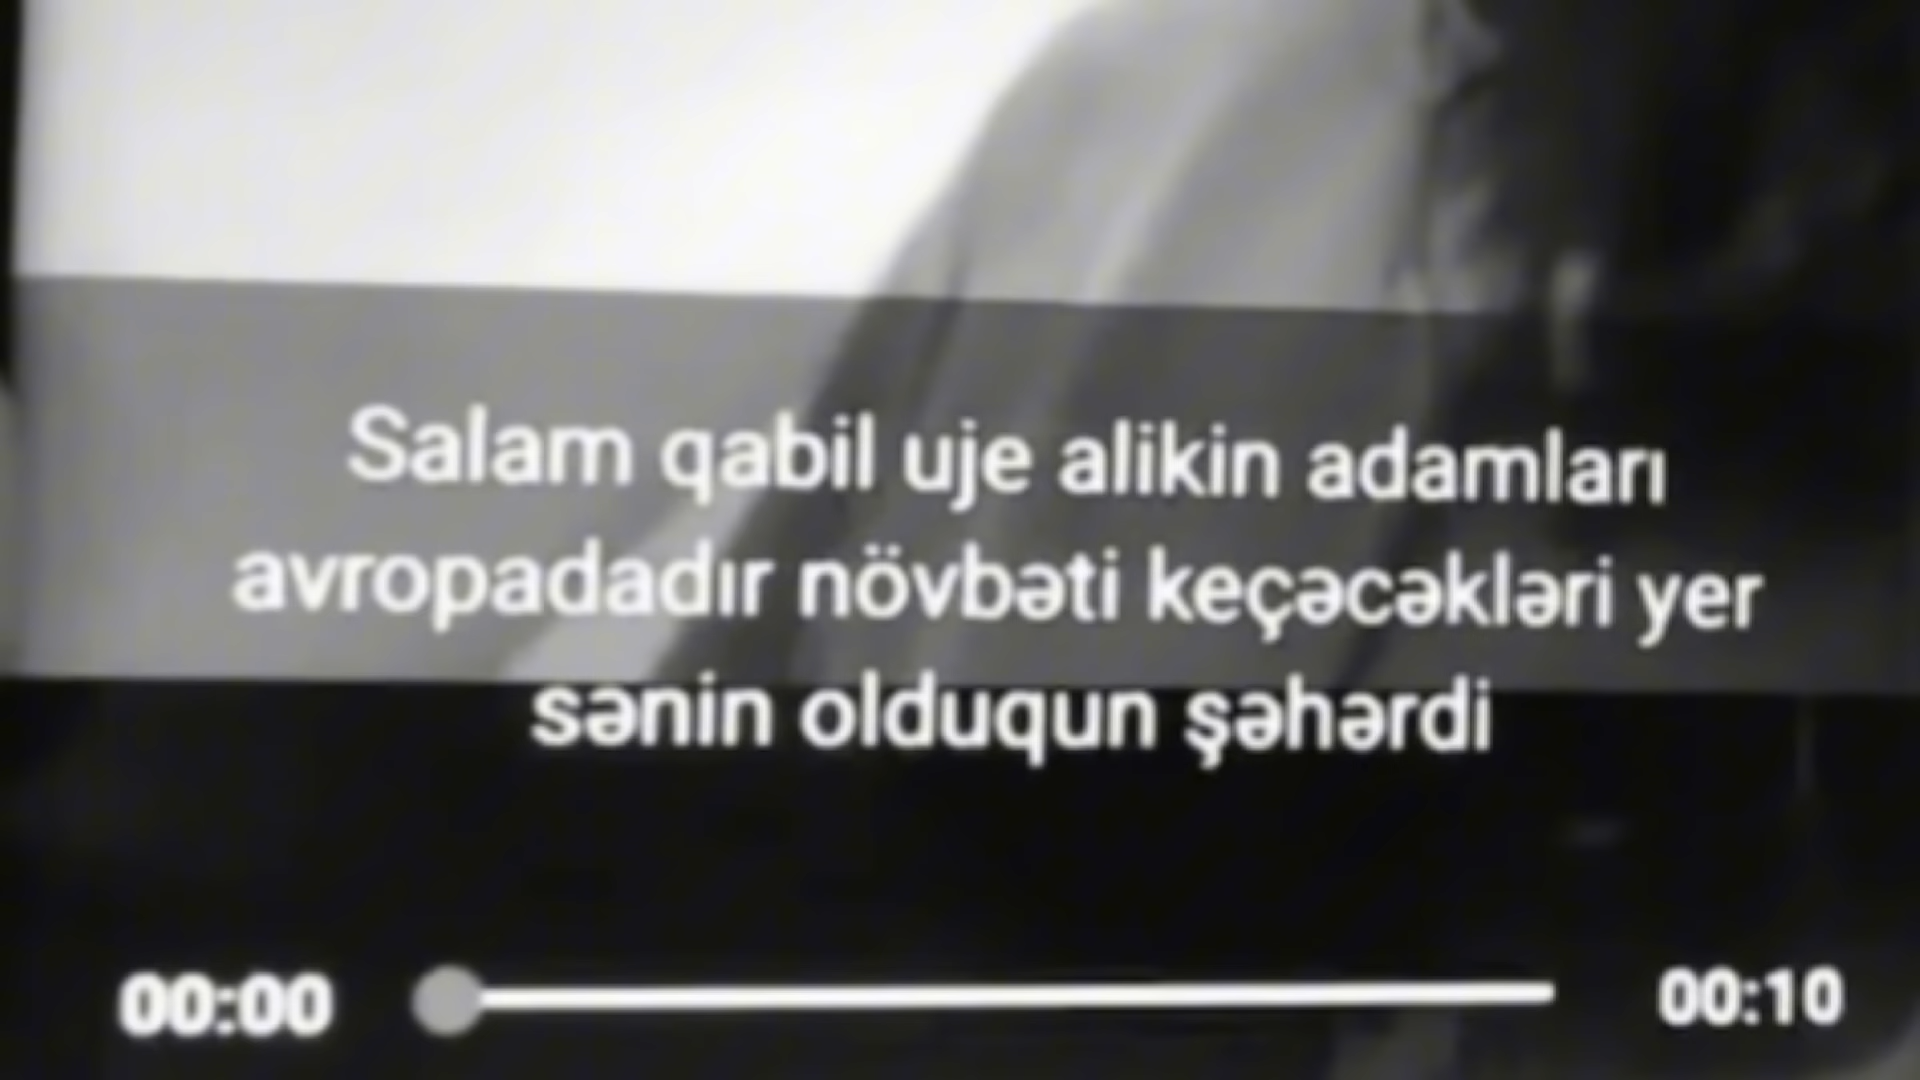 Salam qabil uje alikin adamları
avropadadır növbəti keçəcəkləri yer
sənin olduqun şəhərdi
00:00 00:10